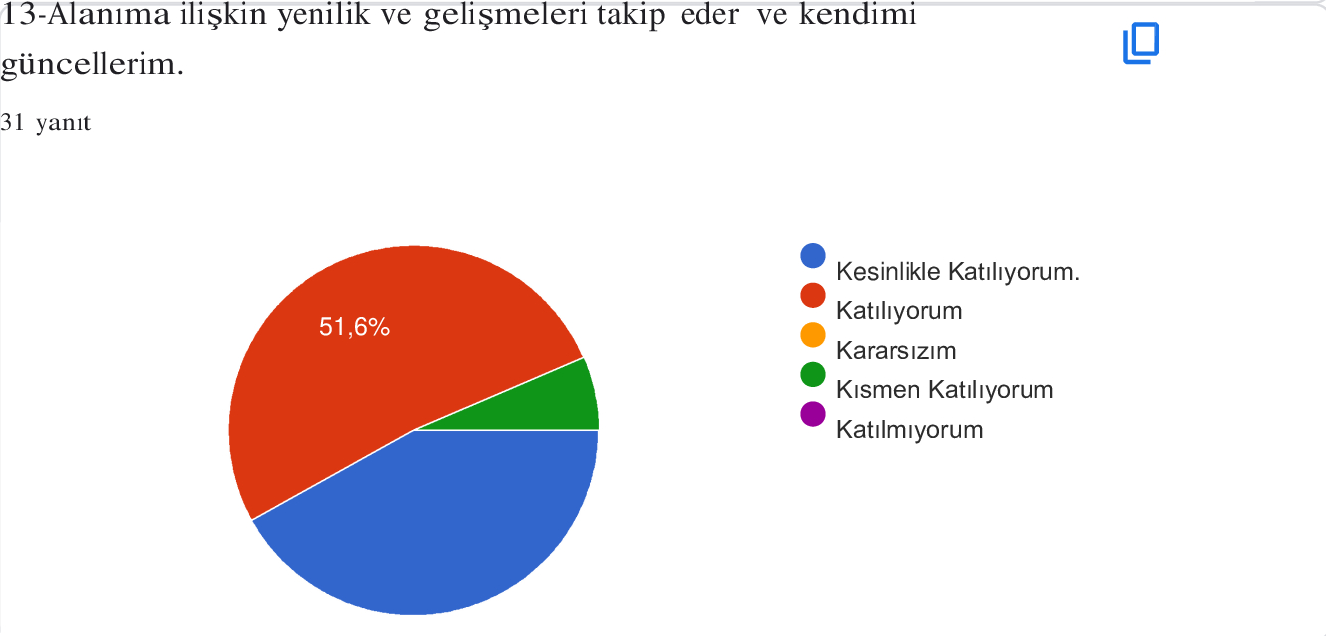 13-Alanıma ilişkin yenilik ve gelişmeleri takip eder ve kendimi
güncellerim.
31 yanıt
51,6%
Kesinlikle Katılıyorum.
Katılıyorum
Kararsızım
Kısmen Katılıyorum
Katılmıyorum